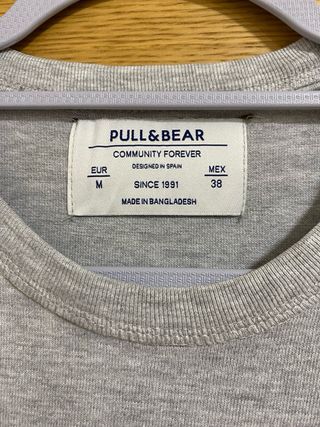 PULL&BEAR
COMMUNITY FOREVER
DESIGNED IN SPAIN
EUR MEX
M SINCE 1991 38
MADE IN BANGLADESH